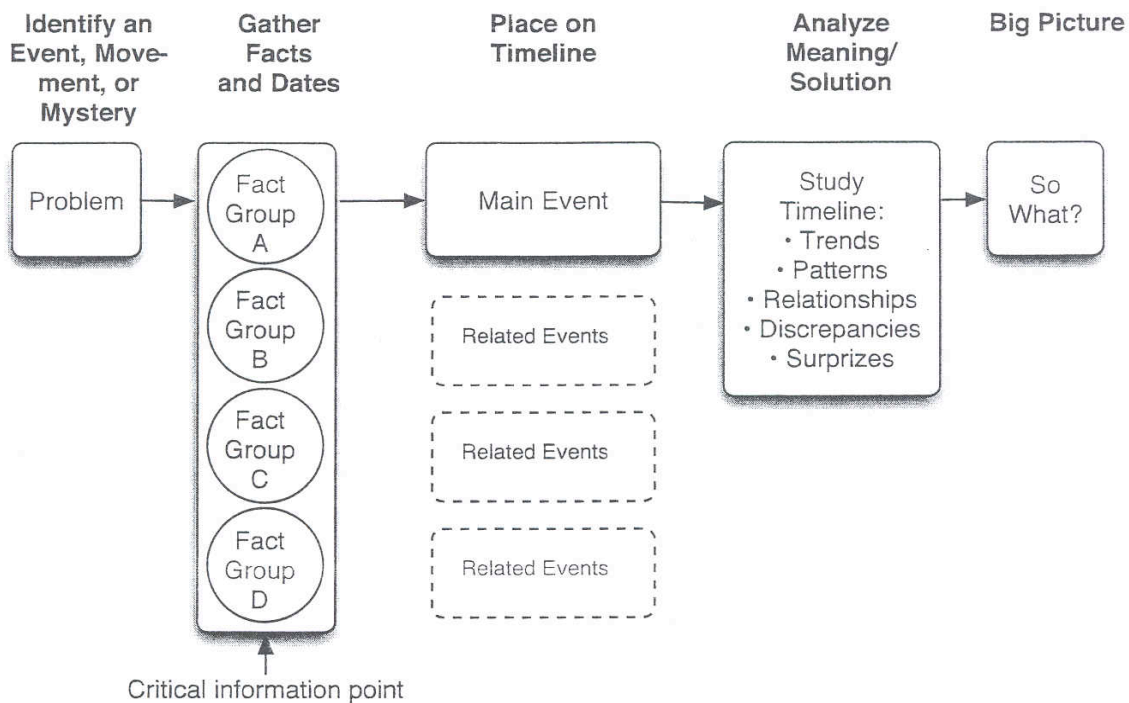 Identify an
Event, Move-
ment, or
Mystery
Gather
Facts
and Dates
Place on
Timeline
Analyze
Meaning/
Solution
Big Picture
Problem
Fact
Group
A
Fact
Group
B
Fact
Group
C
Fact
Group
D
Main Event
Related Events
Related Events
Related Events
Study
Timeline:
• Trends
• Patterns
• Relationships
• Discrepancies
• Surprizes
So
What?
Critical information point